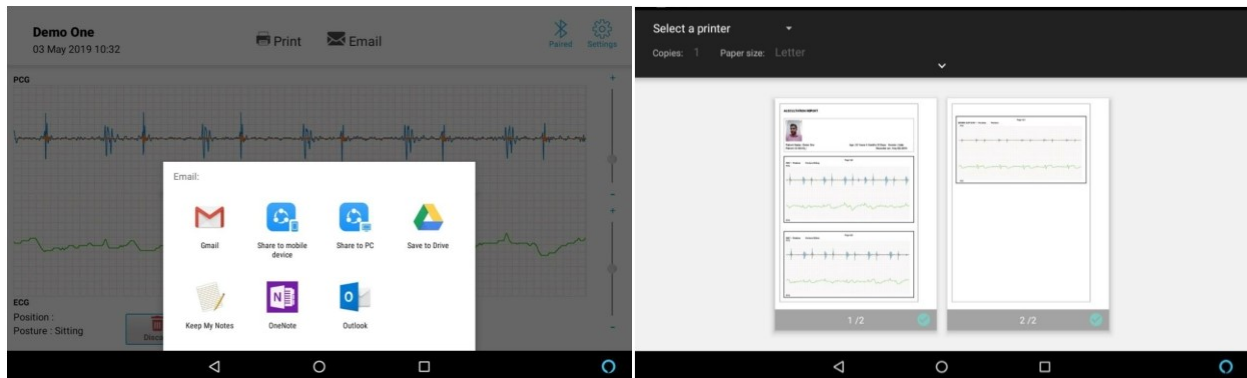 Demo One
03 May 2019 10:32
Print
Email
Paired
Settings
PCG
+
-
+
-
Email:
Gmail
Share to mobile device
Share to PC
Save to Drive
Keep My Notes
OneNote
Outlook
ECG
Position :
Posture : Sitting
Select a printer
Copies: 1 Paper size: Letter
1 /2
2 /2